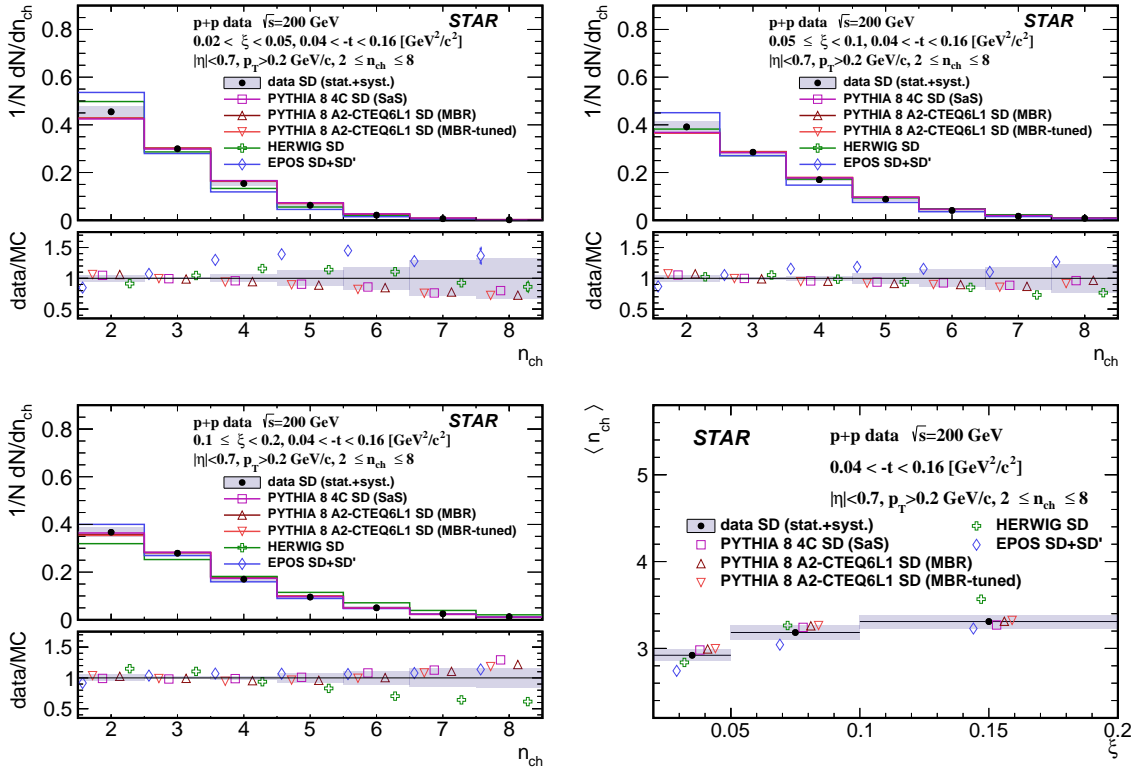 p+p data √s=200 GeV STAR
0.02 < ξ < 0.05, 0.04 < -t < 0.16 [GeV²/c²]
|η|<0.7, p_T>0.2 GeV/c, 2 ≤ n_ch ≤ 8
data SD (stat.+syst.)
PYTHIA 8 4C SD (SaS)
PYTHIA 8 A2-CTEQ6L1 SD (MBR)
PYTHIA 8 A2-CTEQ6L1 SD (MBR-tuned)
HERWIG SD
EPOS SD+SD'
1/N dN/dn_ch
0.8
0.6
0.4
0.2
0
data/MC
1.5
1
0.5
2 3 4 5 6 7 8
n_ch
p+p data √s=200 GeV STAR
0.05 ≤ ξ < 0.1, 0.04 < -t < 0.16 [GeV²/c²]
|η|<0.7, p_T>0.2 GeV/c, 2 ≤ n_ch ≤ 8
data SD (stat.+syst.)
PYTHIA 8 4C SD (SaS)
PYTHIA 8 A2-CTEQ6L1 SD (MBR)
PYTHIA 8 A2-CTEQ6L1 SD (MBR-tuned)
HERWIG SD
EPOS SD+SD'
1/N dN/dn_ch
0.8
0.6
0.4
0.2
0
data/MC
1.5
1
0.5
2 3 4 5 6 7 8
n_ch
p+p data √s=200 GeV STAR
0.1 ≤ ξ < 0.2, 0.04 < -t < 0.16 [GeV²/c²]
|η|<0.7, p_T>0.2 GeV/c, 2 ≤ n_ch ≤ 8
data SD (stat.+syst.)
PYTHIA 8 4C SD (SaS)
PYTHIA 8 A2-CTEQ6L1 SD (MBR)
PYTHIA 8 A2-CTEQ6L1 SD (MBR-tuned)
HERWIG SD
EPOS SD+SD'
1/N dN/dn_ch
0.8
0.6
0.4
0.2
0
data/MC
1.5
1
0.5
2 3 4 5 6 7 8
n_ch
STAR p+p data √s=200 GeV
0.04 < -t < 0.16 [GeV²/c²]
|η|<0.7, p_T>0.2 GeV/c, 2 ≤ n_ch ≤ 8
data SD (stat.+syst.) HERWIG SD
PYTHIA 8 4C SD (SaS) EPOS SD+SD'
PYTHIA 8 A2-CTEQ6L1 SD (MBR)
PYTHIA 8 A2-CTEQ6L1 SD (MBR-tuned)
⟨ n_ch ⟩
5
4
3
2
0.05 0.1 0.15 0.2
ξ